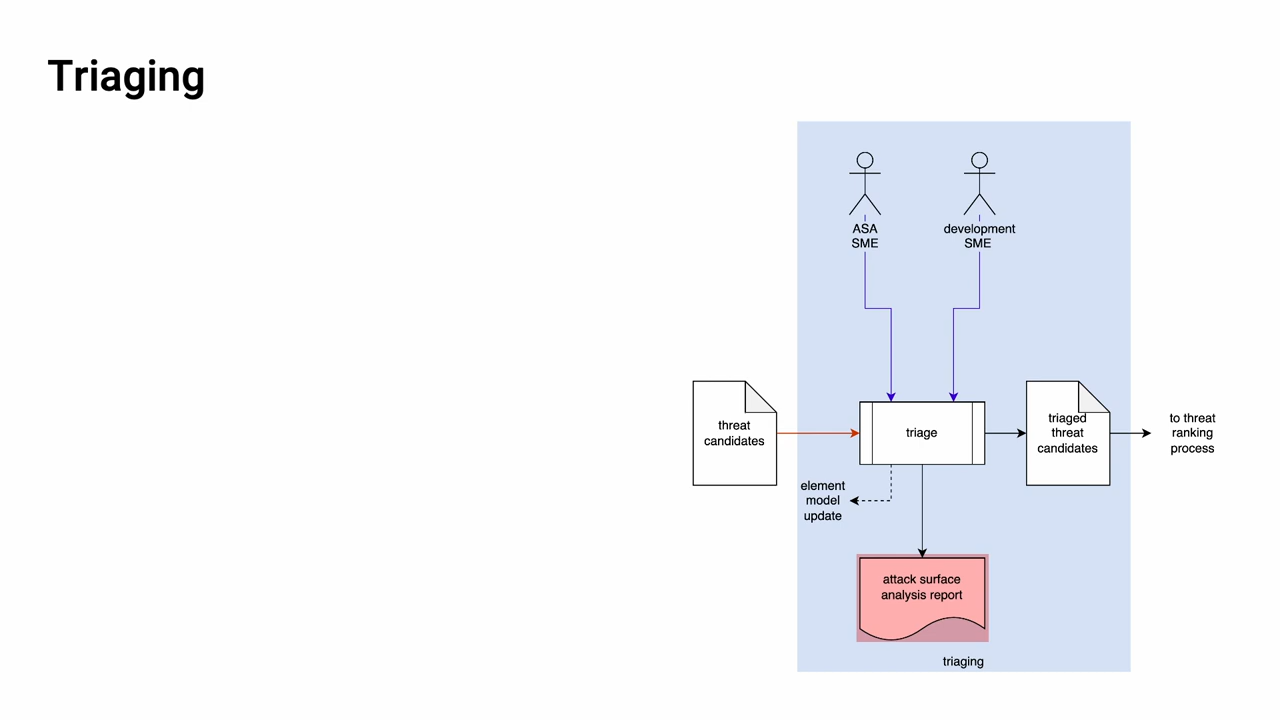 Triaging
ASA
SME
development
SME
threat
candidates
triage
triaged
threat
candidates
to threat
ranking
process
element
model
update
attack surface
analysis report
triaging